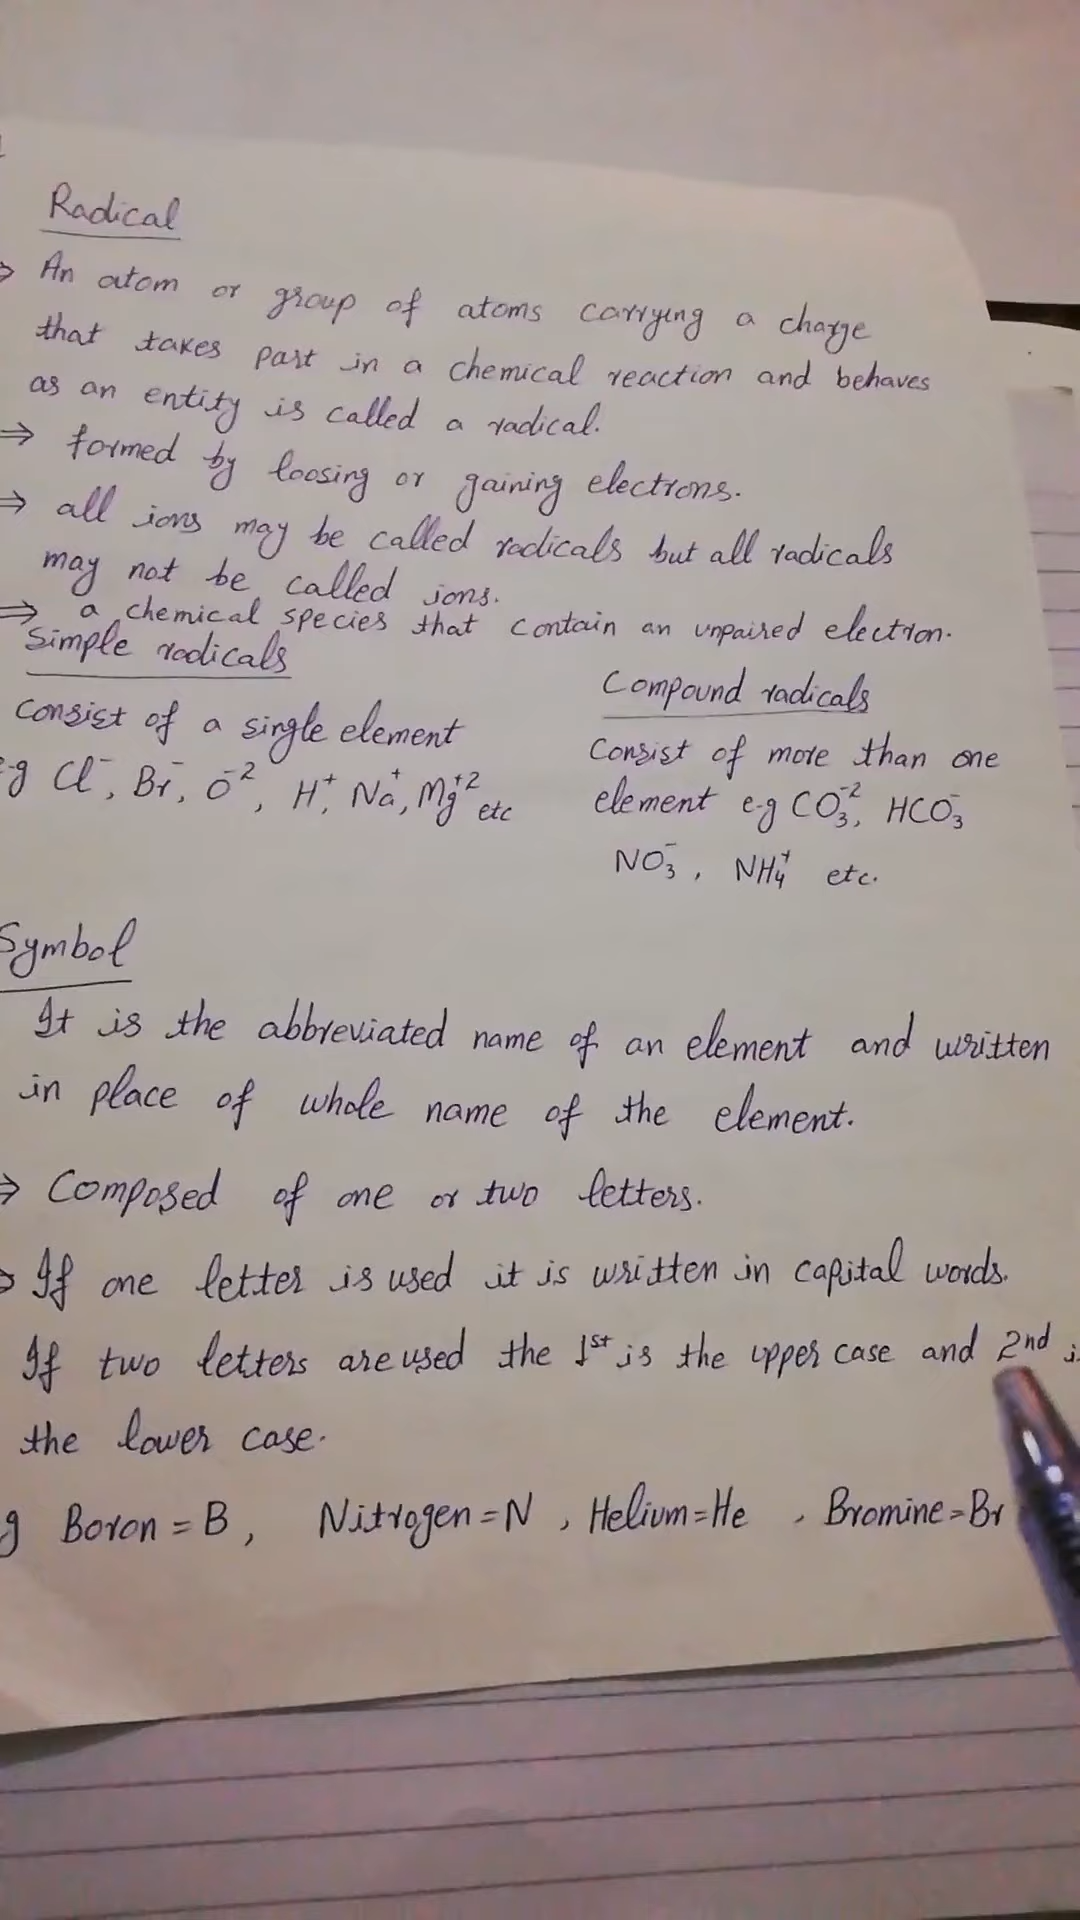 Radical
⇒ An atom or group of atoms carrying a charge
that takes part in a chemical reaction and behaves
as an entity is called a radical.
⇒ formed by loosing or gaining electrons.
⇒ all ions may be called radicals but all radicals
may not be called ions.
⇒ a chemical species that contain an unpaired electron.
Simple radicals
consist of a single element
e-g Cl⁻, Br⁻, O⁻², H⁺, Na⁺, Mg⁺² etc
Compound radicals
Consist of more than one
element e-g CO₃⁻², HCO₃⁻
NO₃⁻, NH₄⁺ etc.
Symbol
It is the abbreviated name of an element and written
in place of whole name of the element.
⇒ Composed of one or two letters.
⇒ If one letter is used it is written in capital words.
If two letters are used the 1st is the upper case and 2nd i
the lower case.
g Boron = B, Nitrogen = N, Helium = He, Bromine = Br